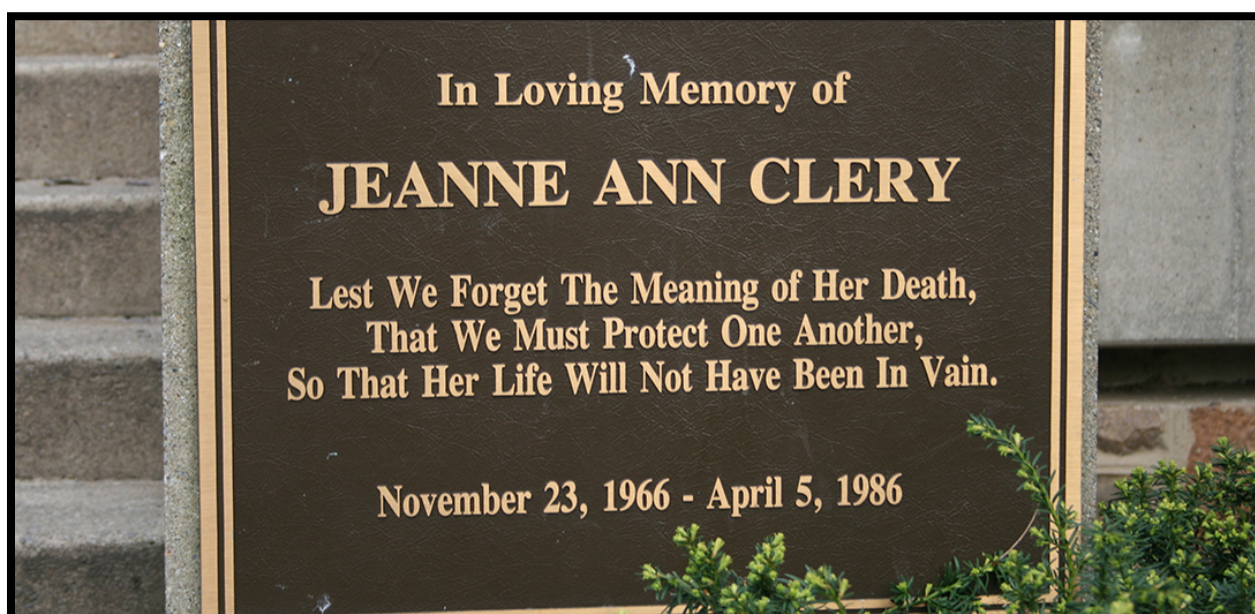 In Loving Memory of
JEANNE ANN CLERY
Lest We Forget The Meaning of Her Death,
That We Must Protect One Another,
So That Her Life Will Not Have Been In Vain.
November 23, 1966 - April 5, 1986